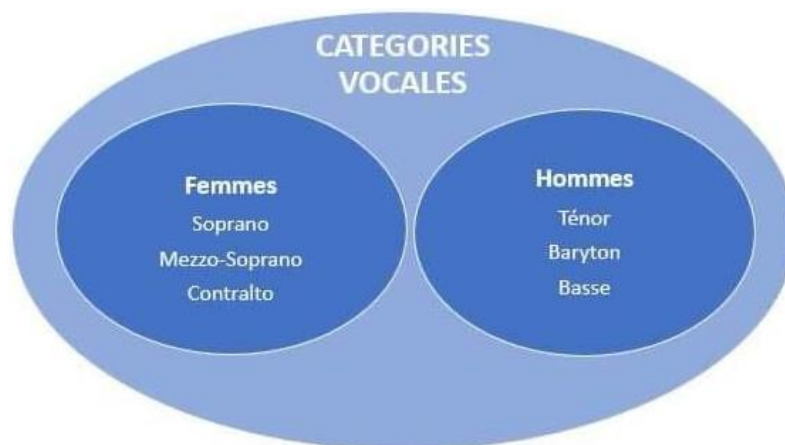 CATEGORIES
VOCALES
Femmes
Soprano
Mezzo-Soprano
Contralto
Hommes
Ténor
Baryton
Basse